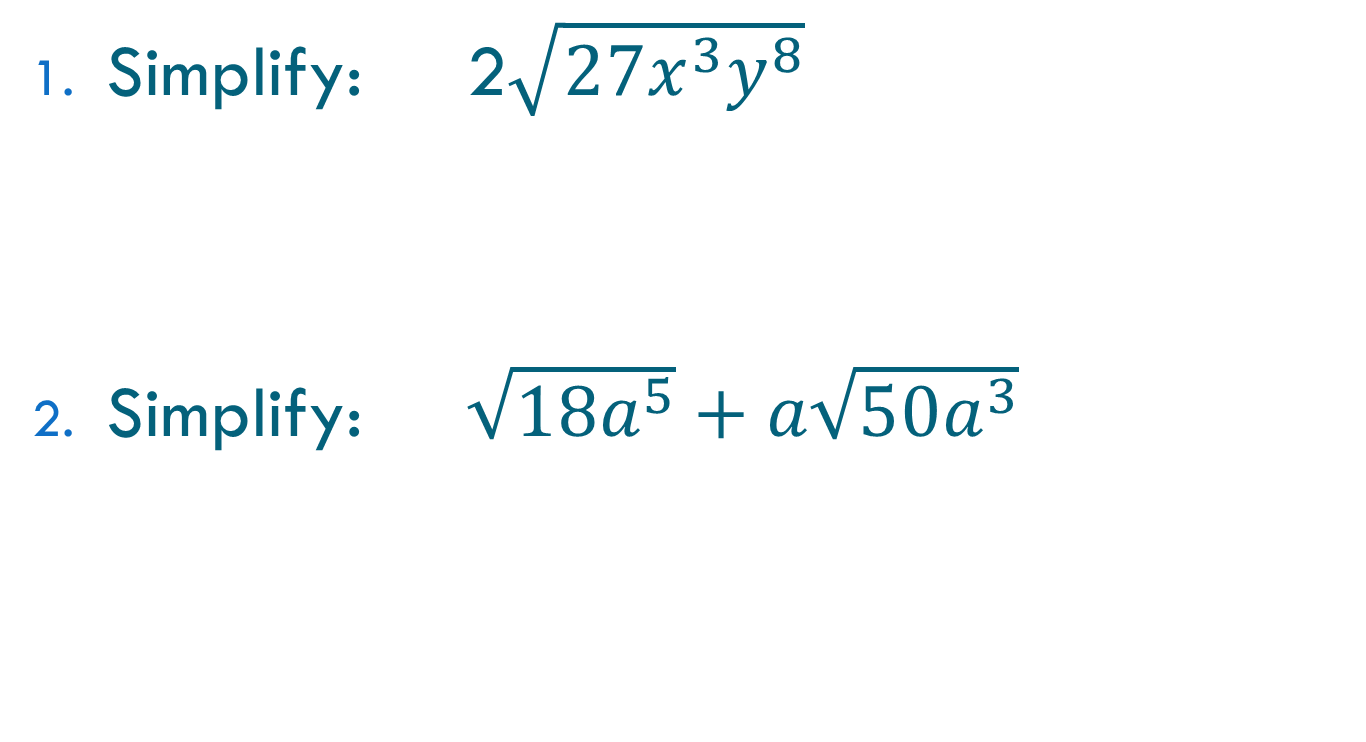 1. Simplify: 2√27x³y⁸
2. Simplify: √18a⁵ + a√50a³